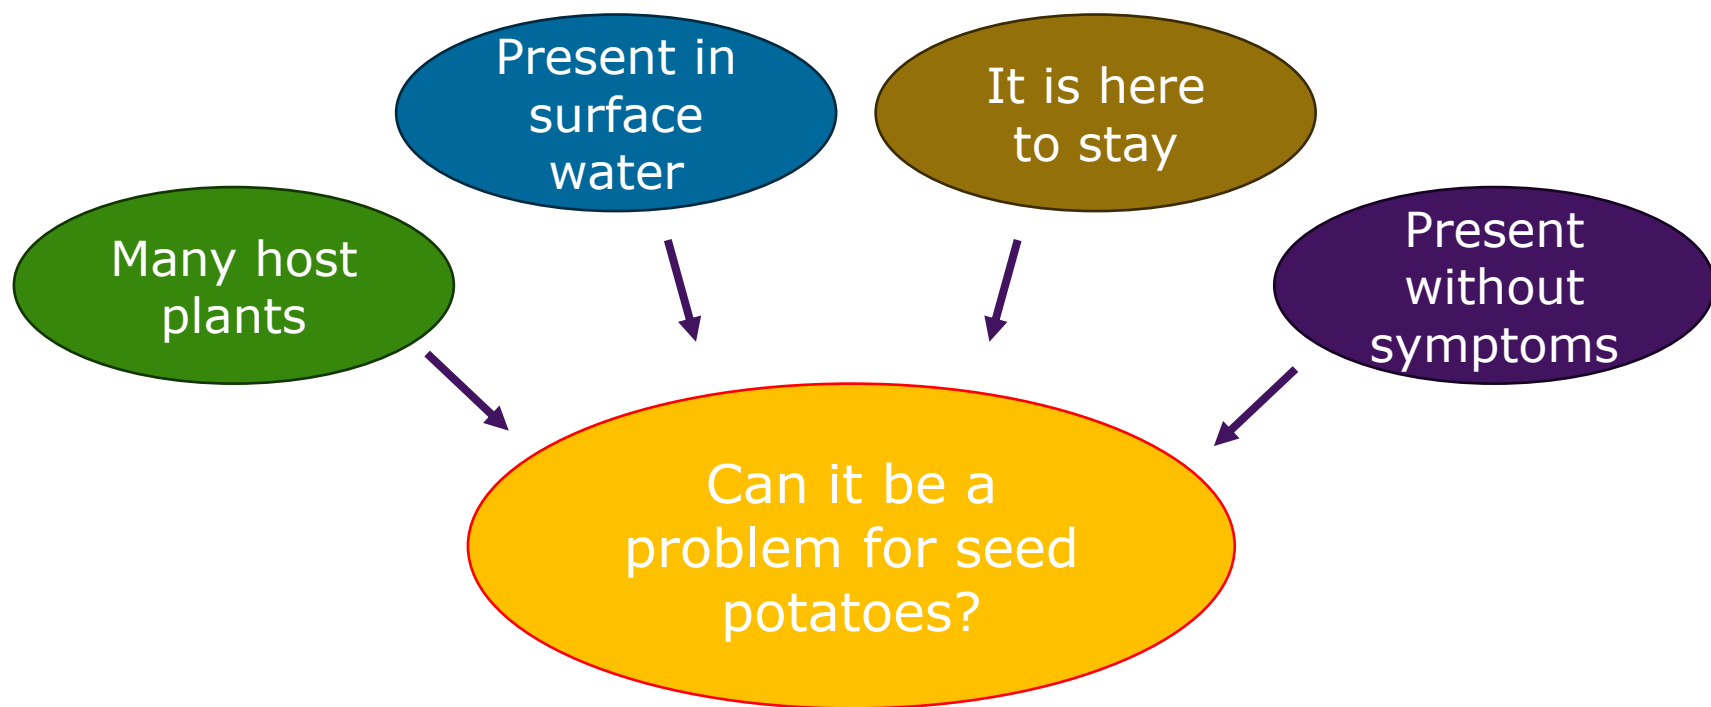 Many host
plants
Present in
surface
water
It is here
to stay
Present
without
symptoms
Can it be a
problem for seed
potatoes?